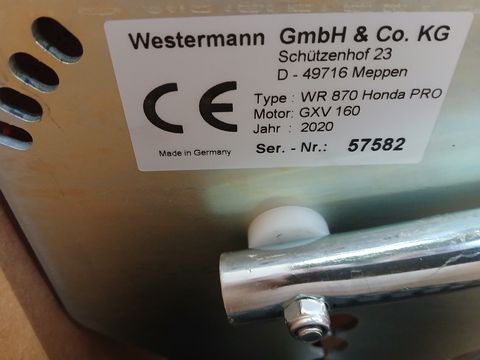 Westermann GmbH & Co. KG
Schützenhof 23
D - 49716 Meppen
CE
Type : WR 870 Honda PRO
Motor: GXV 160
Jahr : 2020
Made in Germany
Ser. - Nr.: 57582